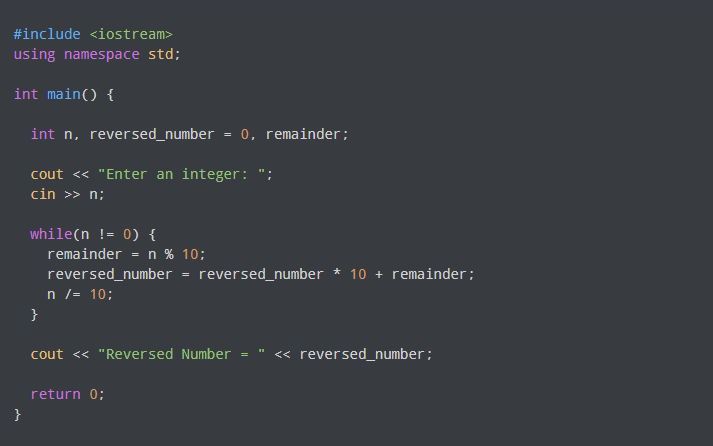 #include <iostream>
using namespace std;
int main() {
int n, reversed_number = 0, remainder;
cout << "Enter an integer: ";
cin >> n;
while(n != 0) {
remainder = n % 10;
reversed_number = reversed_number * 10 + remainder;
n /= 10;
}
cout << "Reversed Number = " << reversed_number;
return 0;
}